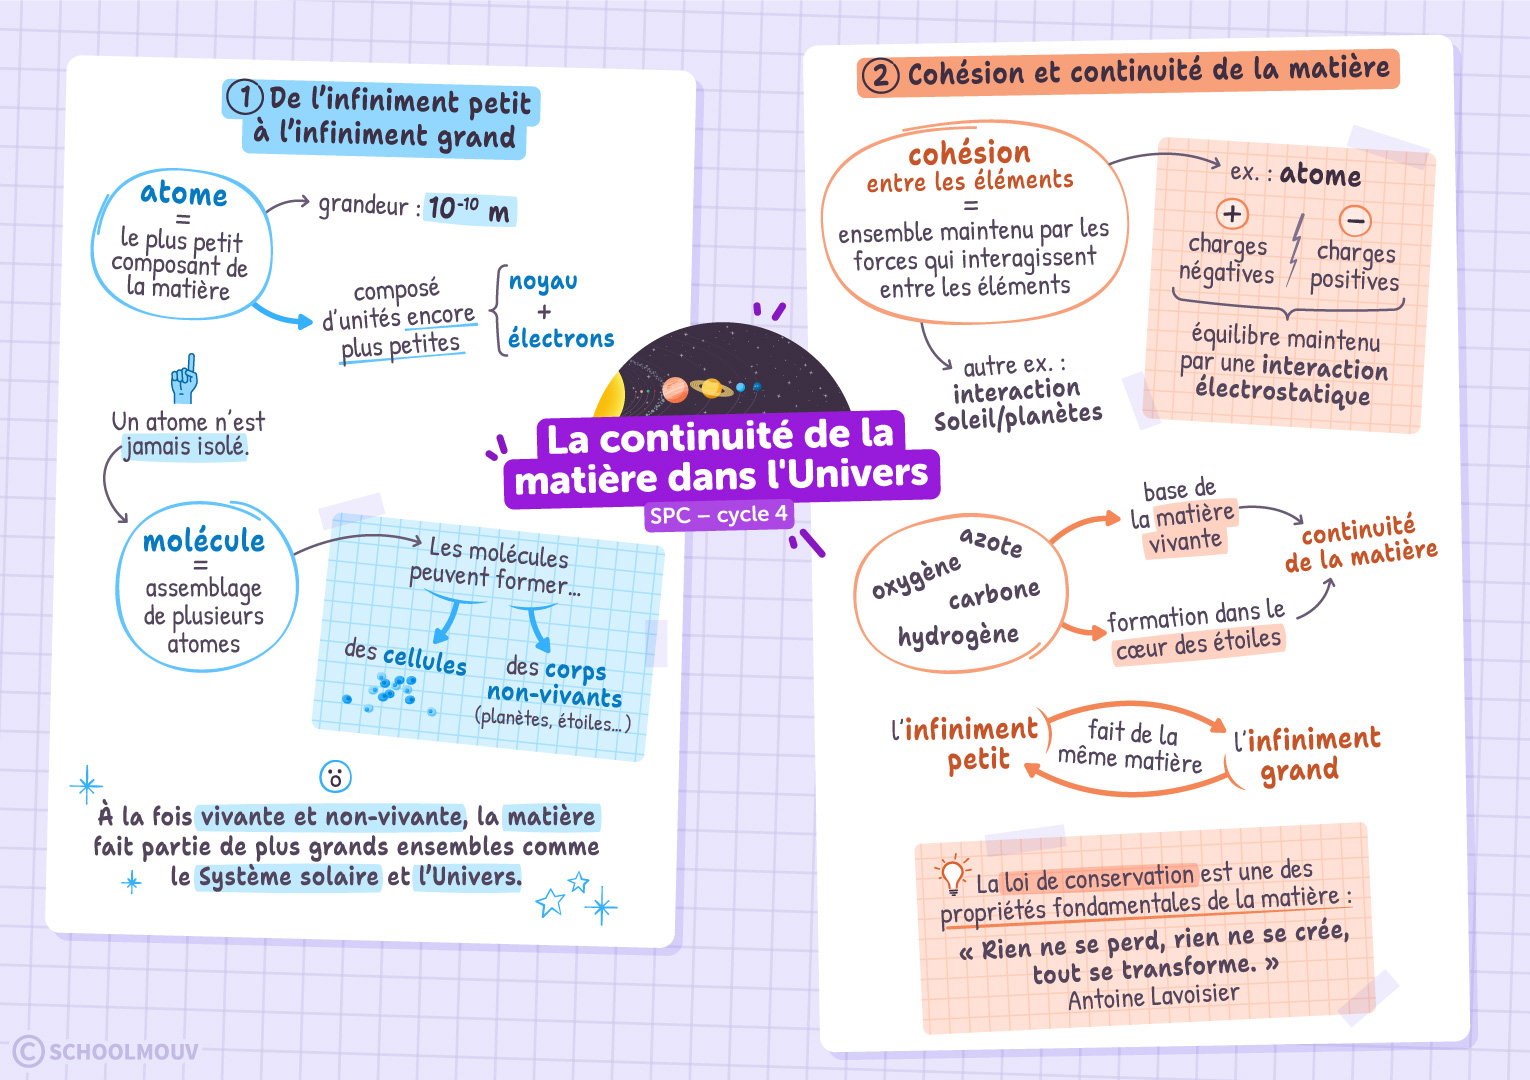 La continuité de la
matière dans l'Univers
SPC – cycle 4
1 De l'infiniment petit
à l'infiniment grand
atome
=
le plus petit
composant de
la matière
grandeur : 10⁻¹⁰ m
composé
d'unités encore
plus petites
noyau
+
électrons
Un atome n'est
jamais isolé.
molécule
=
assemblage
de plusieurs
atomes
Les molécules
peuvent former...
des cellules
des corps
non-vivants
(planètes, étoiles...)
À la fois vivante et non-vivante, la matière
fait partie de plus grands ensembles comme
le Système solaire et l'Univers.
2 Cohésion et continuité de la matière
cohésion
entre les éléments
=
ensemble maintenu par les
forces qui interagissent
entre les éléments
ex. : atome
+
charges
négatives
−
charges
positives
équilibre maintenu
par une interaction
électrostatique
autre ex. :
interaction
Soleil/planètes
azote
oxygène
carbone
hydrogène
base de
la matière
vivante
formation dans le
cœur des étoiles
continuité
de la matière
l'infiniment
petit
fait de la
même matière
l'infiniment
grand
La loi de conservation est une des
propriétés fondamentales de la matière :
« Rien ne se perd, rien ne se crée,
tout se transforme. »
Antoine Lavoisier
© SCHOOLMOUV